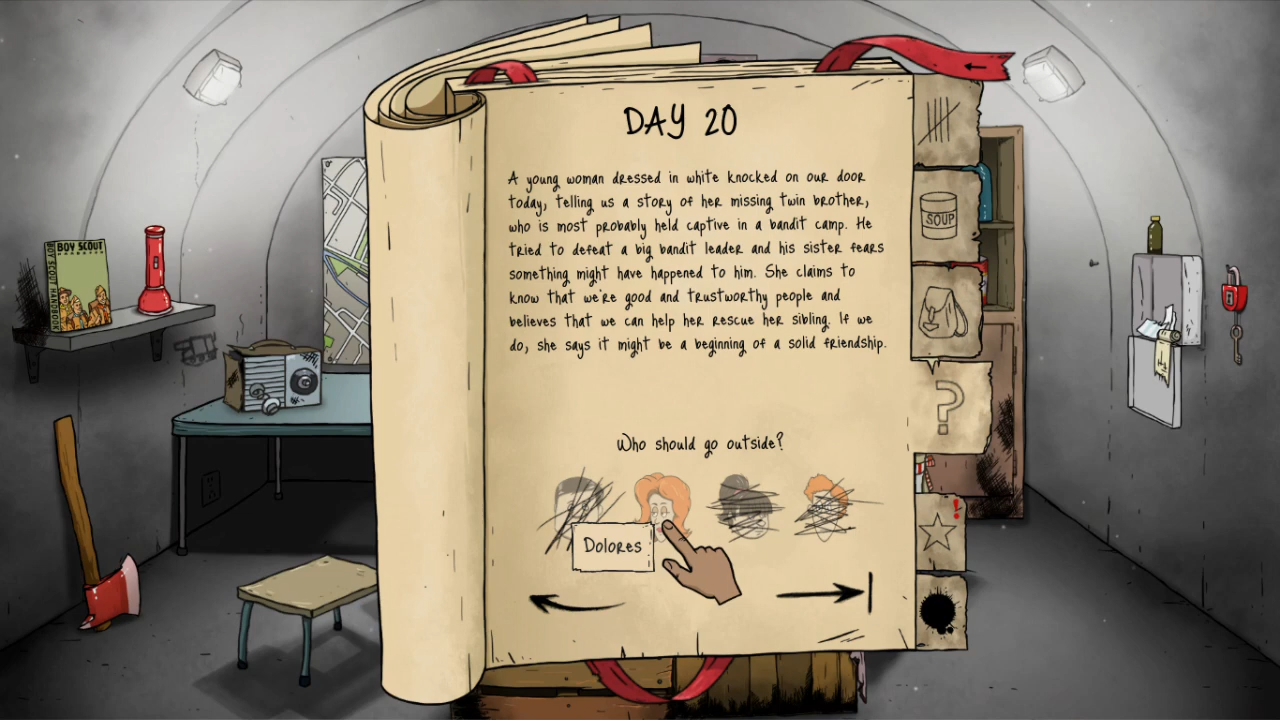 DAY 20
A young woman dressed in white knocked on our door
today, telling us a story of her missing twin brother,
who is most probably held captive in a bandit camp. He
tried to defeat a big bandit leader and his sister fears
something might have happened to him. She claims to
know that we're good and trustworthy people and
believes that we can help her rescue her sibling. If we
do, she says it might be a beginning of a solid friendship.
Who should go outside?
Dolores
SOUP
BOY SCOUT
BOY SCOUT HANDBOOK